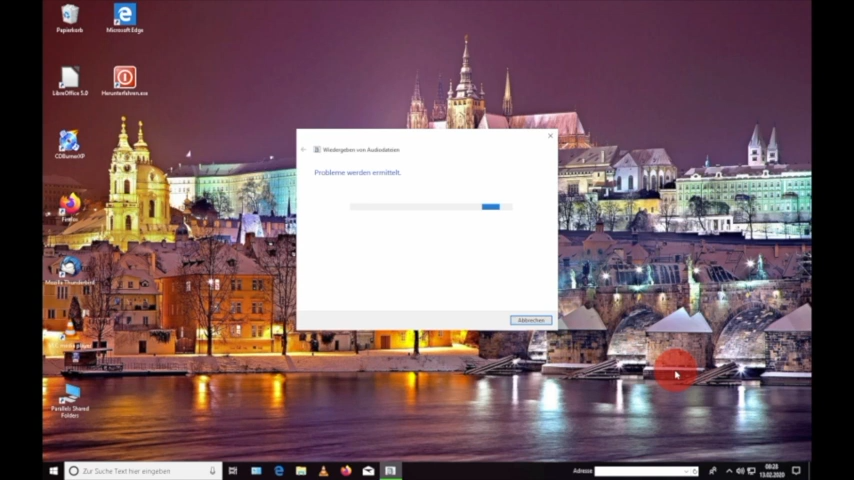 Papierkorb
Microsoft Edge
LibreOffice 5.0
Herunterfahren.exe
CDBurnerXP
Firefox
Mozilla Thunderbird
Parallels Shared
Folders
Wiedergeben von Audiodateien
Probleme werden ermittelt.
Abbrechen
Zur Suche Text hier eingeben
Adresse
08:28
13.02.2020